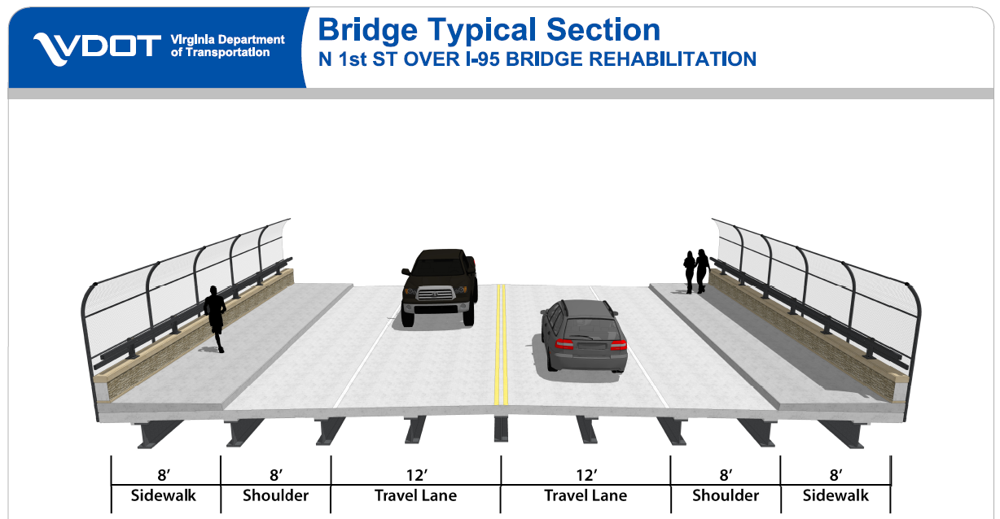 VDOT
Virginia Department
of Transportation
Bridge Typical Section
N 1st ST OVER I-95 BRIDGE REHABILITATION
8’ 8’ 12’ 12’ 8’ 8’
Sidewalk Shoulder Travel Lane Travel Lane Shoulder Sidewalk